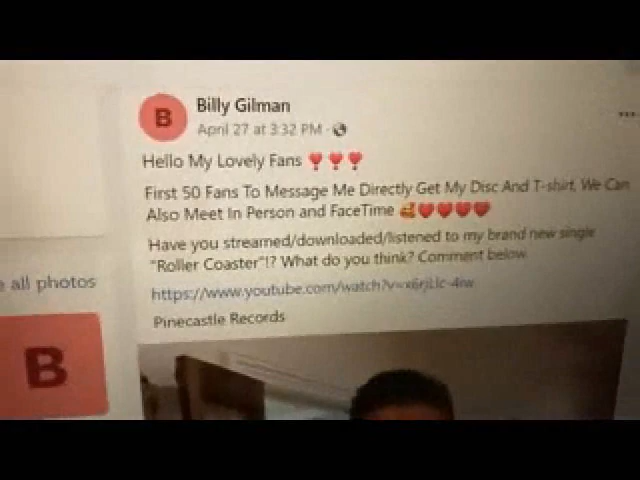 B
Billy Gilman
April 27 at 3:32 PM ·
Hello My Lovely Fans ❣❣❣
First 50 Fans To Message Me Directly Get My Disc And T-shirt, We Can
Also Meet In Person and FaceTime 🥰❤❤❤❤
Have you streamed/downloaded/listened to my brand new single
"Roller Coaster"!? What do you think? Comment below
https://www.youtube.com/watch?v=
Pinecastle Records
all photos
B